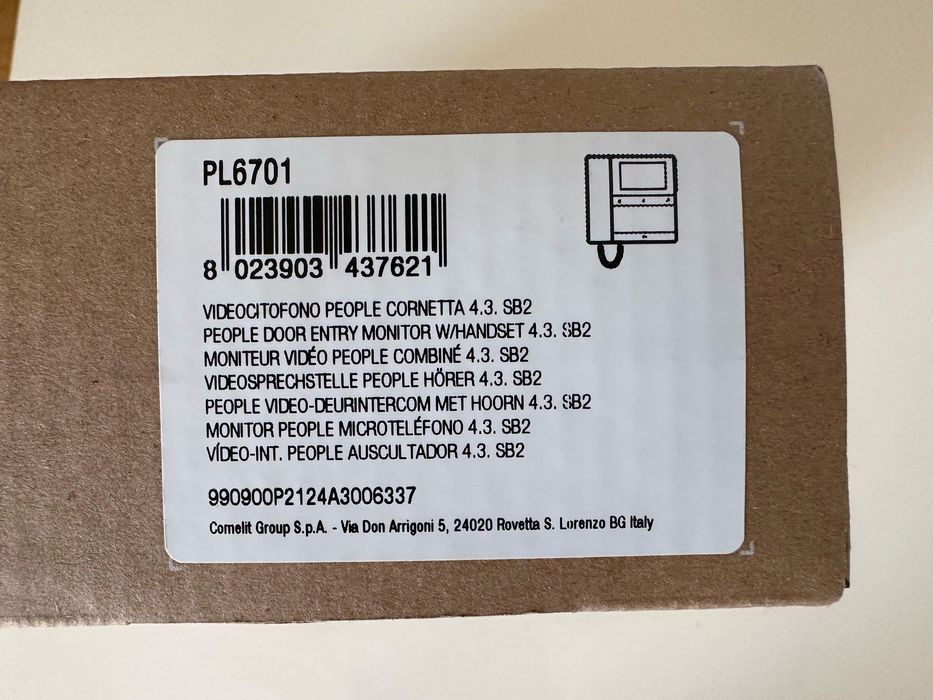 PL6701
8 023903 437621
VIDEOCITOFONO PEOPLE CORNETTA 4.3. SB2
PEOPLE DOOR ENTRY MONITOR W/HANDSET 4.3. SB2
MONITEUR VIDÉO PEOPLE COMBINÉ 4.3. SB2
VIDEOSPRECHSTELLE PEOPLE HÖRER 4.3. SB2
PEOPLE VIDEO-DEURINTERCOM MET HOORN 4.3. SB2
MONITOR PEOPLE MICROTELÉFONO 4.3. SB2
VÍDEO-INT. PEOPLE AUSCULTADOR 4.3. SB2
990900P2124A3006337
Comelit Group S.p.A. - Via Don Arrigoni 5, 24020 Rovetta S. Lorenzo BG Italy